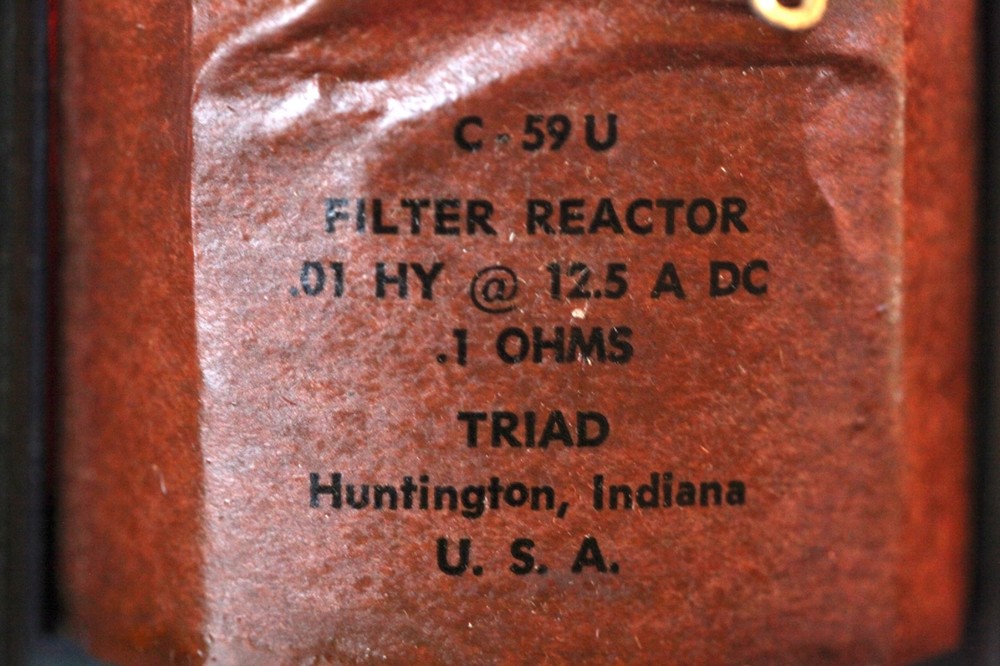 C-59U
FILTER REACTOR
.01 HY @ 12.5 A DC
.1 OHMS
TRIAD
Huntington, Indiana
U. S. A.